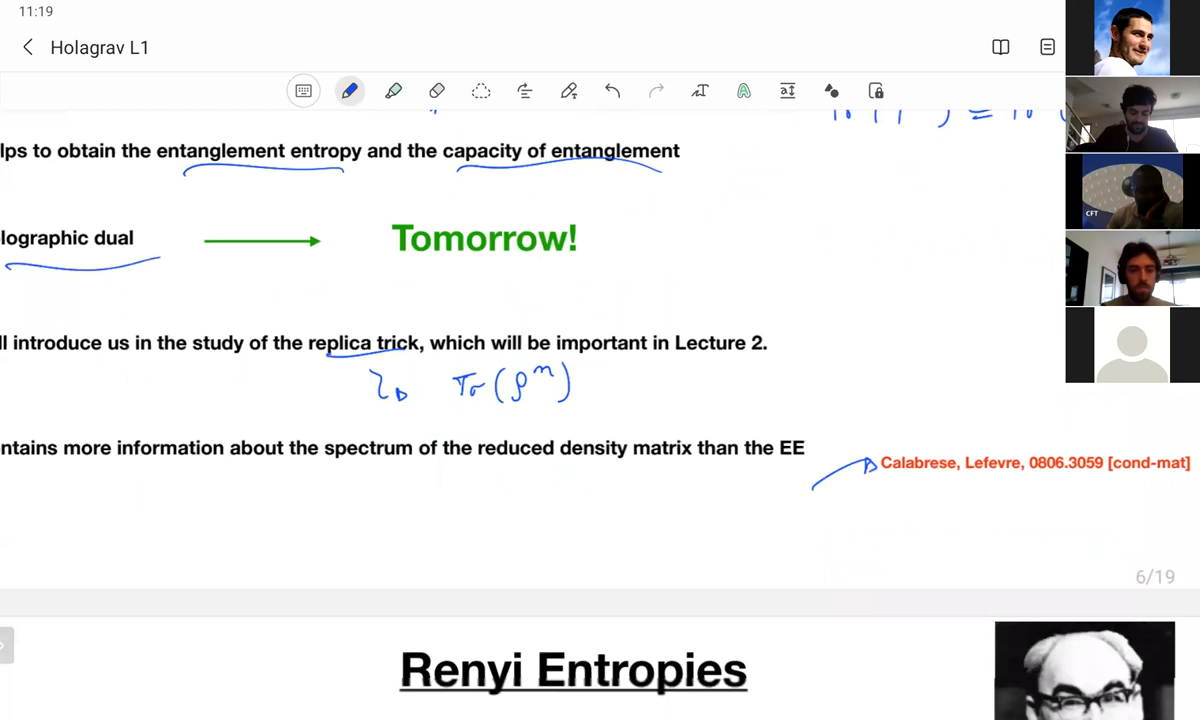 11:19
Holagrav L1
lps to obtain the entanglement entropy and the capacity of entanglement
lographic dual
Tomorrow!
ll introduce us in the study of the replica trick, which will be important in Lecture 2.
Tr (ρⁿ)
ntains more information about the spectrum of the reduced density matrix than the EE
Calabrese, Lefevre, 0806.3059 [cond-mat]
6/19
Renyi Entropies
CFT